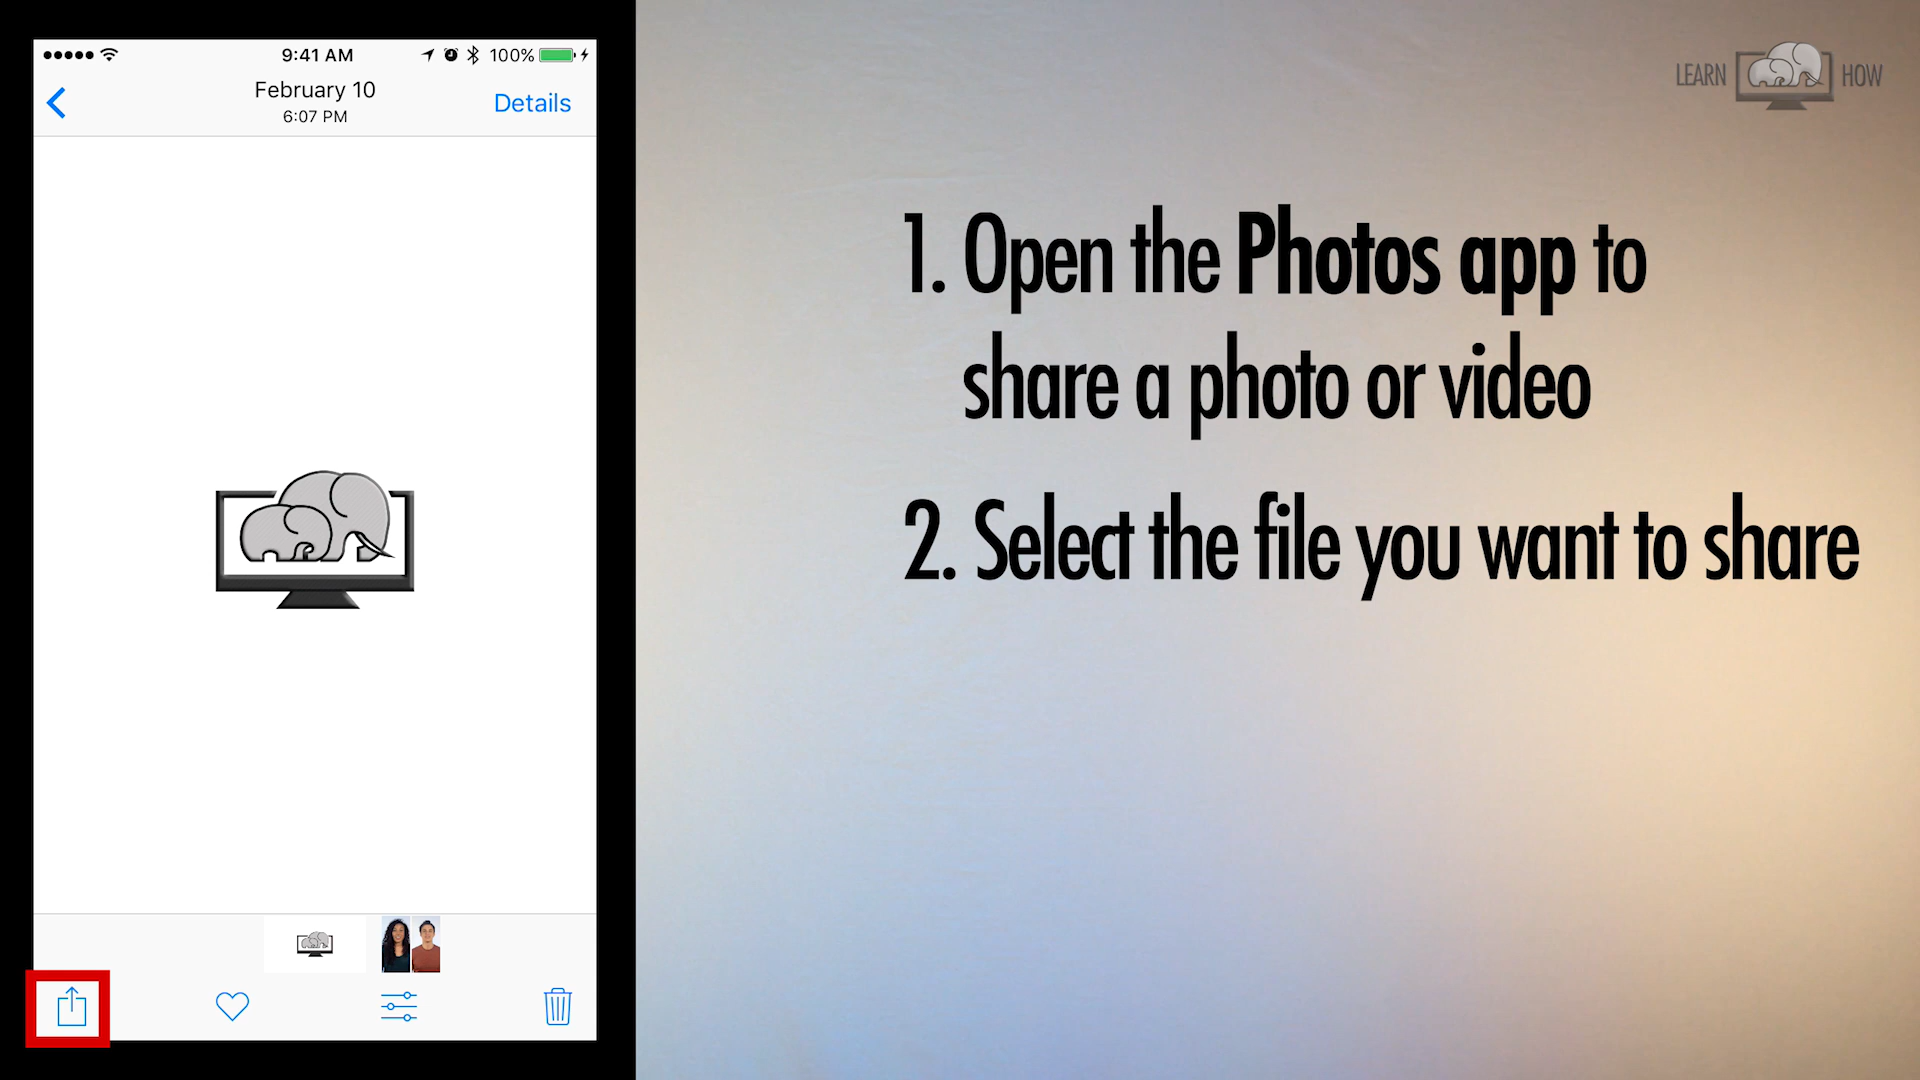 9:41 AM
100%
February 10
6:07 PM
Details
LEARN HOW
1. Open the Photos app to
share a photo or video
2. Select the file you want to share